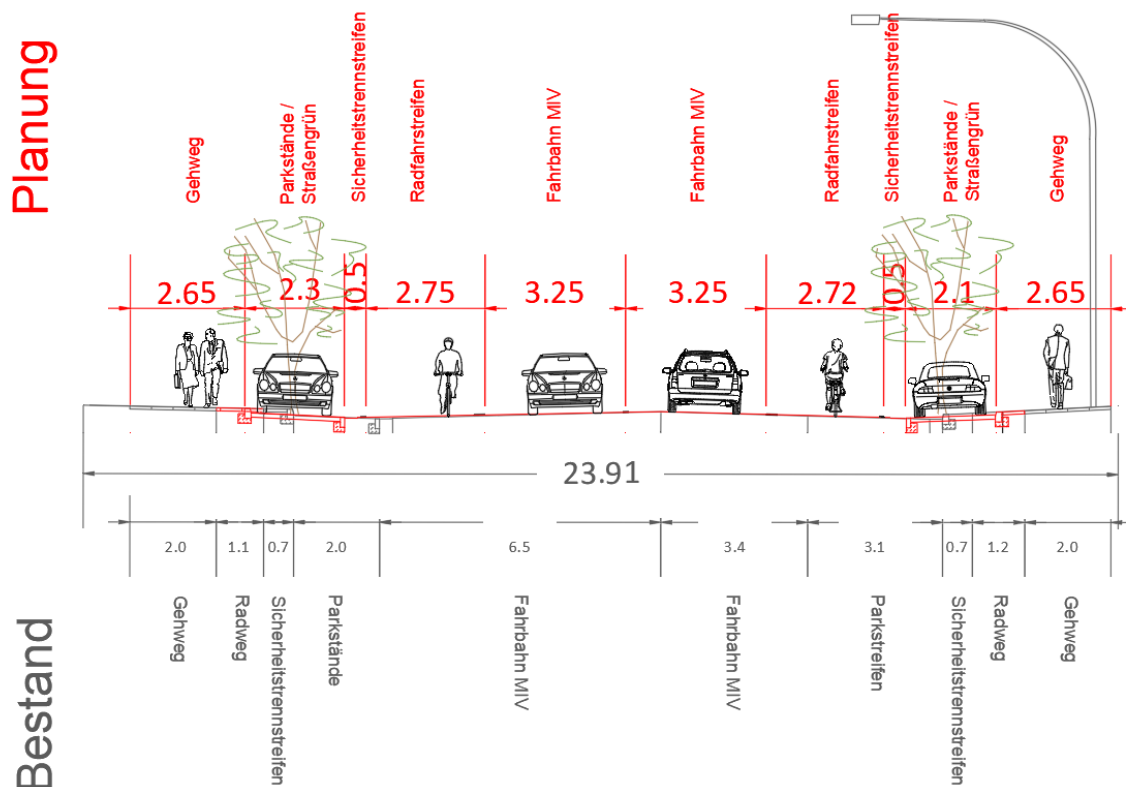 Planung
Gehweg
Parkstände /
Straßengrün
Sicherheitstrennstreifen
Radfahrstreifen
Fahrbahn MIV
Fahrbahn MIV
Radfahrstreifen
Sicherheitstrennstreifen
Parkstände /
Straßengrün
Gehweg
2.65
2.3
0.5
2.75
3.25
3.25
2.72
0.5
2.1
2.65
23.91
2.0
1.1
0.7
2.0
6.5
3.4
3.1
0.7
1.2
2.0
Bestand
Gehweg
Radweg
Sicherheitstrennstreifen
Parkstände
Fahrbahn MIV
Fahrbahn MIV
Parkstreifen
Sicherheitstrennstreifen
Radweg
Gehweg